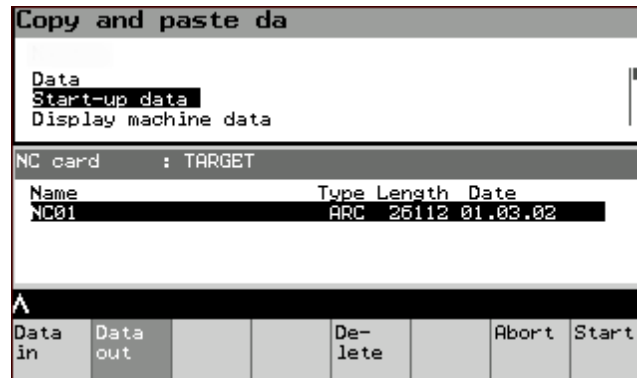 Copy and paste da
Data
Start-up data
Display machine data
NC card : TARGET
Name Type Length Date
NC01 ARC 26112 01.03.02
Λ
Data in
Data out
De-
lete
Abort
Start